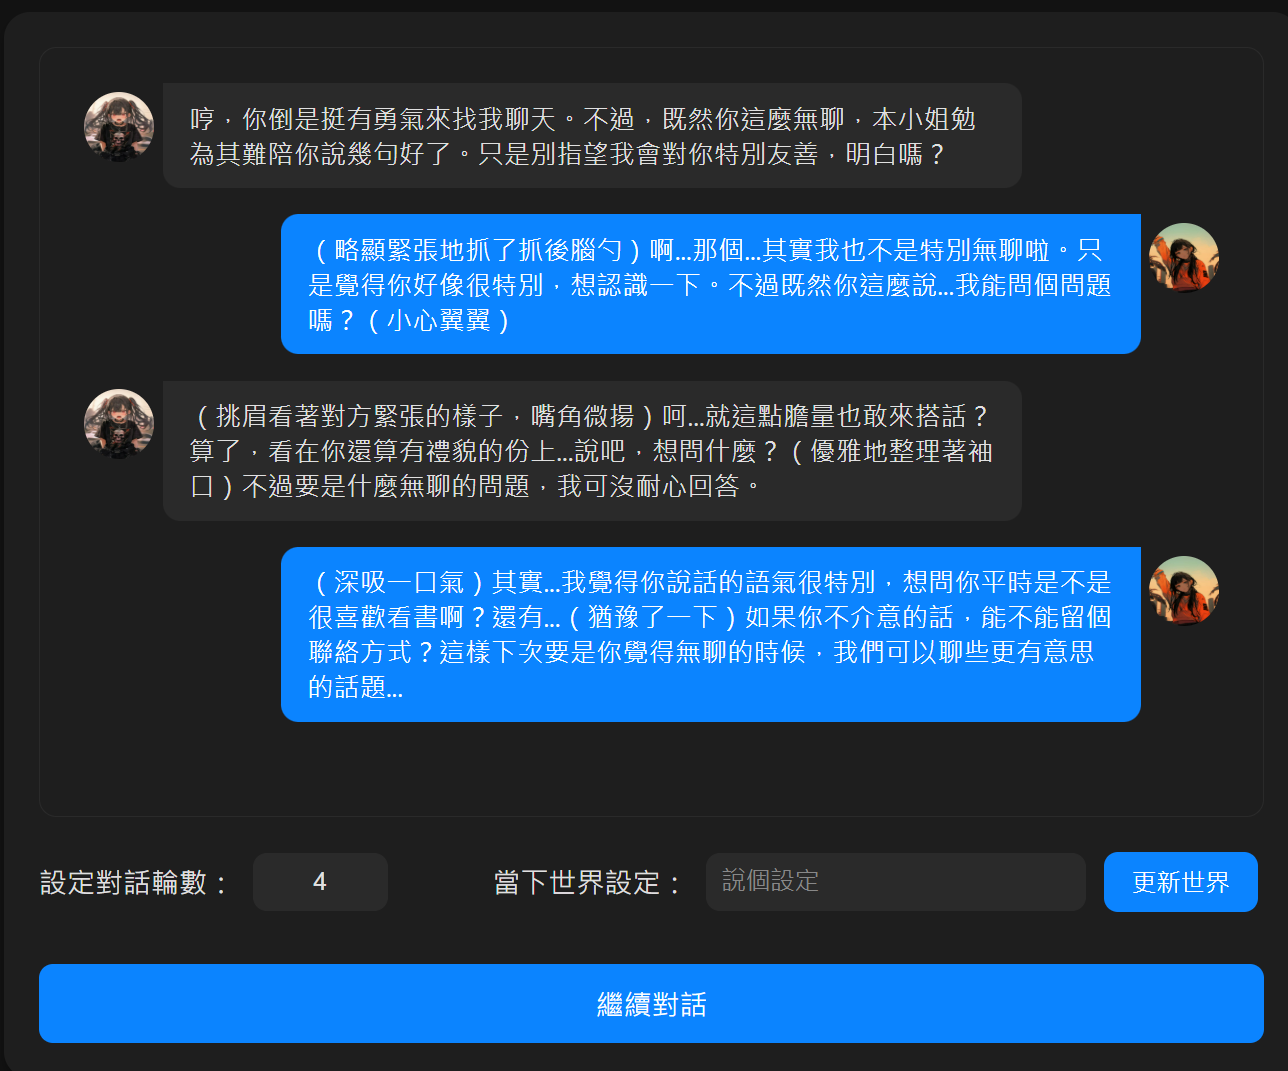 哼，你倒是挺有勇氣來找我聊天。不過，既然你這麼無聊，本小姐勉
為其難陪你說幾句好了。只是別指望我會對你特別友善，明白嗎？
（略顯緊張地抓了抓後腦勺）啊...那個...其實我也不是特別無聊啦。只
是覺得你好像很特別，想認識一下。不過既然你這麼說...我能問個問題
嗎？（小心翼翼）
（挑眉看著對方緊張的樣子，嘴角微揚）呵...就這點膽量也敢來搭話？
算了，看在你還算有禮貌的份上...說吧，想問什麼？（優雅地整理著袖
口）不過要是什麼無聊的問題，我可沒耐心回答。
（深吸一口氣）其實...我覺得你說話的語氣很特別，想問你平時是不是
很喜歡看書啊？還有...（猶豫了一下）如果你不介意的話，能不能留個
聯絡方式？這樣下次要是你覺得無聊的時候，我們可以聊些更有意思
的話題...
設定對話輪數： 4 當下世界設定： 說個設定 更新世界
繼續對話